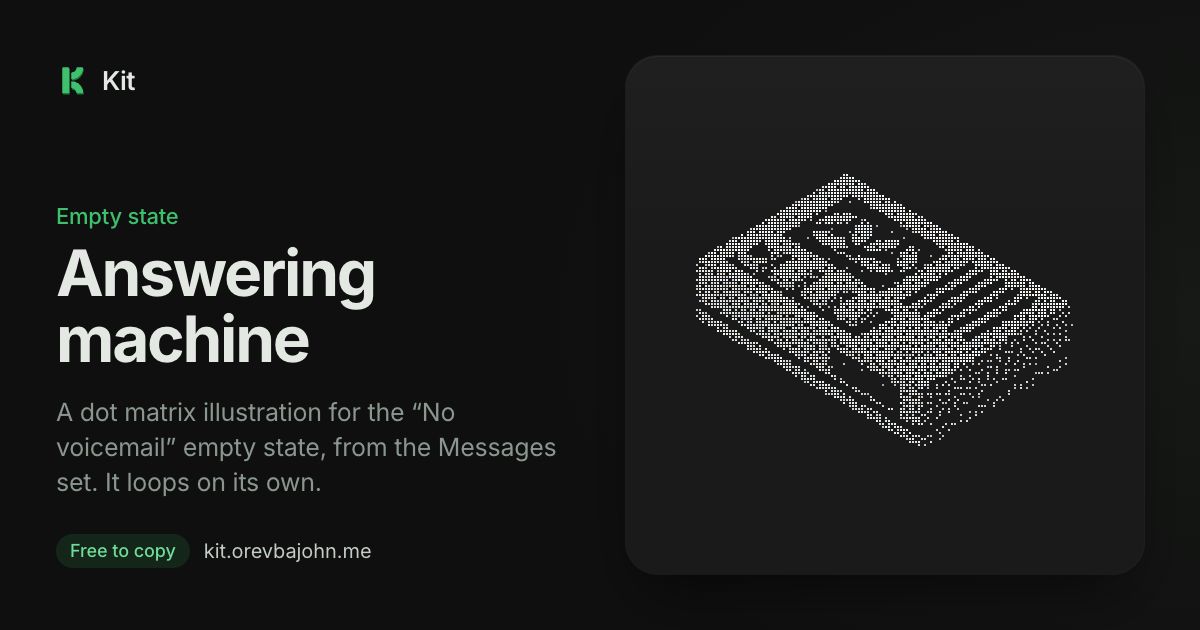 Kit
Empty state
Answering
machine
A dot matrix illustration for the “No
voicemail” empty state, from the Messages
set. It loops on its own.
Free to copy
kit.orevbajohn.me